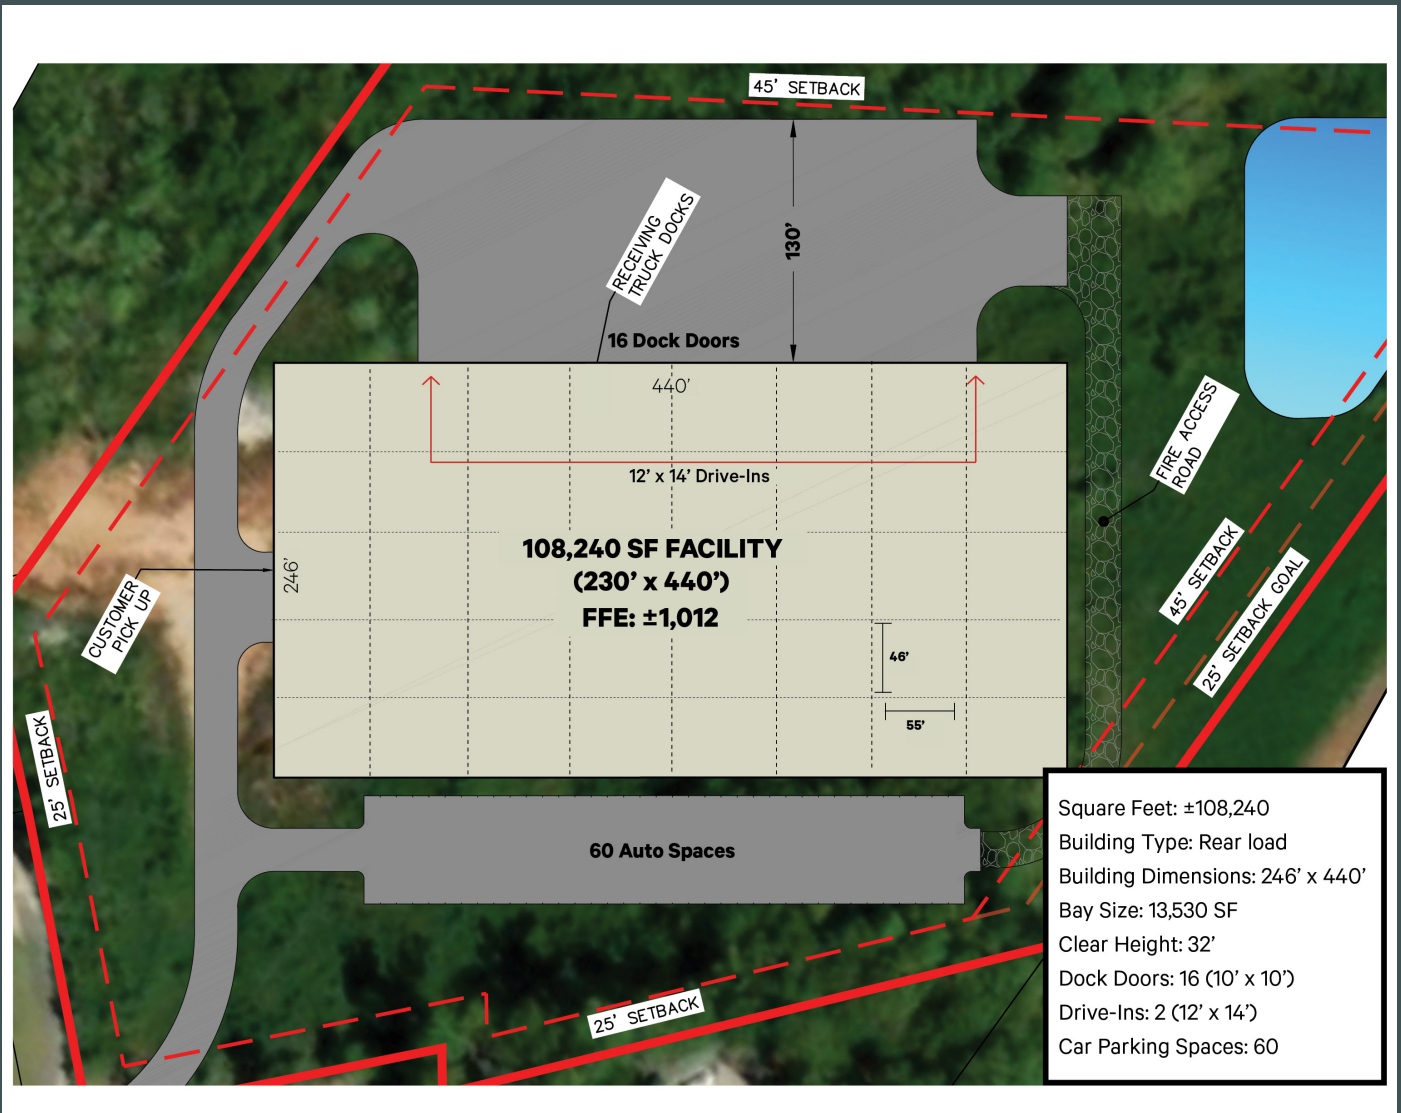 45’ SETBACK
RECEIVING
TRUCK DOCKS
130’
16 Dock Doors
440’
12’ x 14’ Drive-Ins
FIRE ACCESS
ROAD
108,240 SF FACILITY
(230’ x 440’)
FFE: ±1,012
246’
CUSTOMER
PICK UP
46’
55’
45’ SETBACK
25’ SETBACK GOAL
25’ SETBACK
60 Auto Spaces
25’ SETBACK
Square Feet: ±108,240
Building Type: Rear load
Building Dimensions: 246’ x 440’
Bay Size: 13,530 SF
Clear Height: 32’
Dock Doors: 16 (10’ x 10’)
Drive-Ins: 2 (12’ x 14’)
Car Parking Spaces: 60